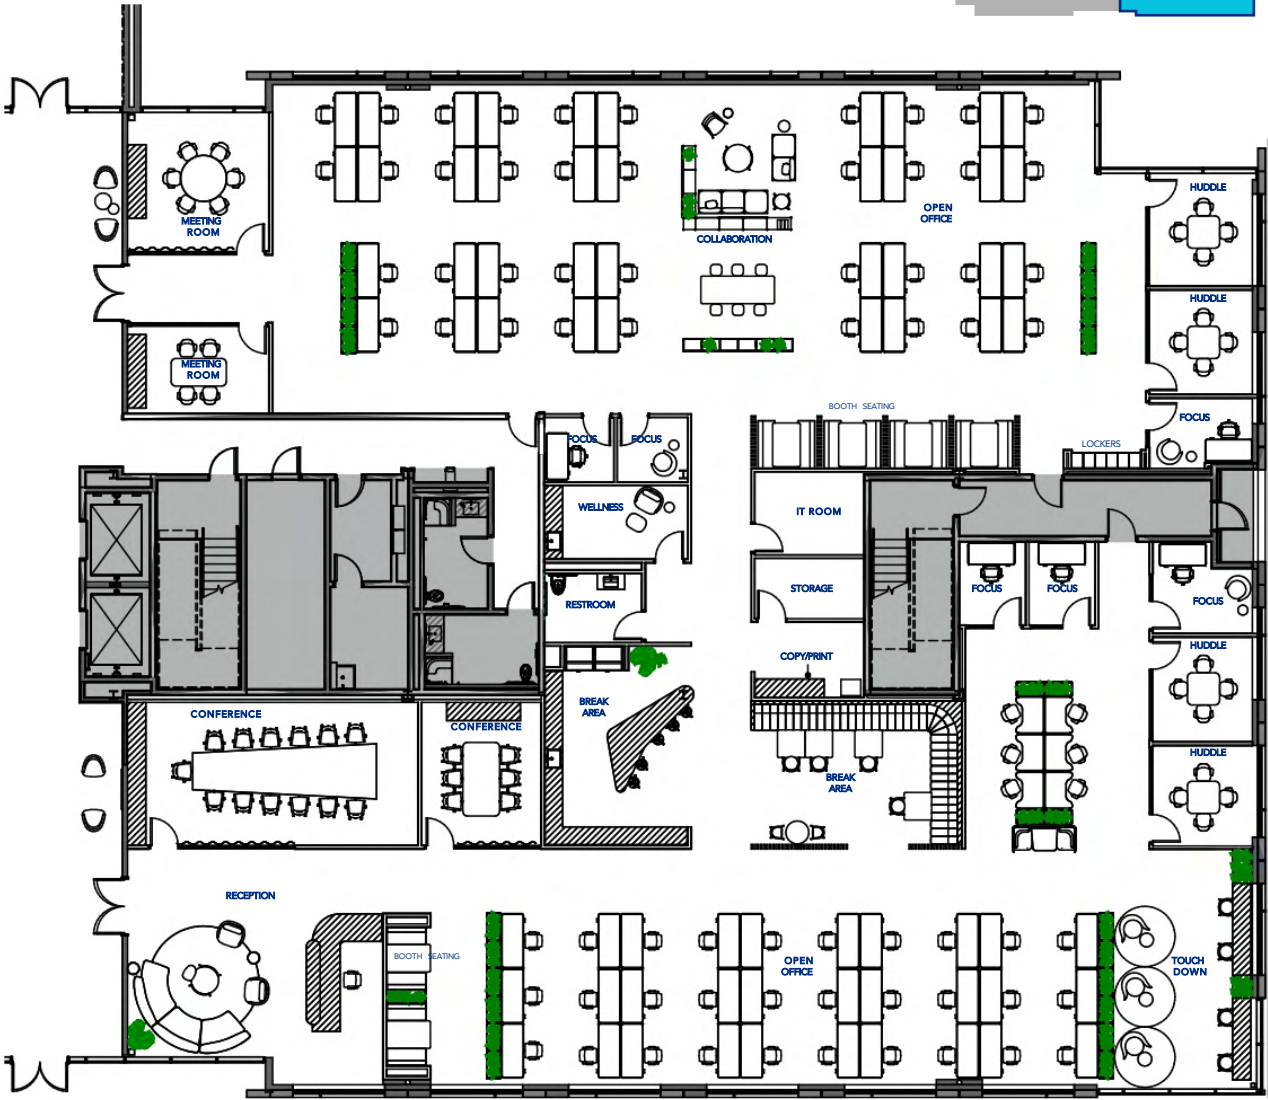 HUDDLE
OPEN
OFFICE
MEETING
ROOM
COLLABORATION
HUDDLE
MEETING
ROOM
BOOTH SEATING
FOCUS
FOCUS
FOCUS
LOCKERS
WELLNESS
IT ROOM
STORAGE
FOCUS
FOCUS
FOCUS
RESTROOM
HUDDLE
COPY/PRINT
BREAK
AREA
CONFERENCE
CONFERENCE
HUDDLE
BREAK
AREA
RECEPTION
BOOTH SEATING
OPEN
OFFICE
TOUCH
DOWN